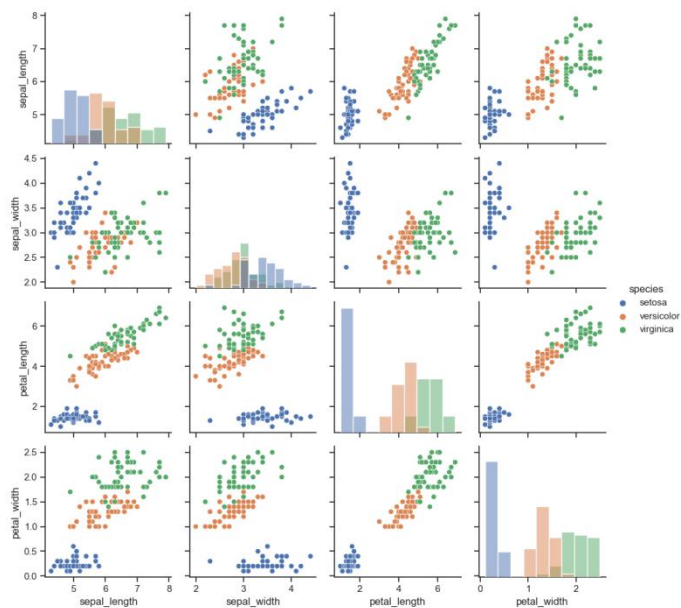 8
7
6
5
sepal_length
4.5
4.0
3.5
3.0
2.5
2.0
sepal_width
species
setosa
versicolor
virginica
6
4
2
petal_length
2.5
2.0
1.5
1.0
0.5
0.0
petal_width
5 6 7 8 2 3 4 2 4 6 0 1 2
sepal_length sepal_width petal_length petal_width